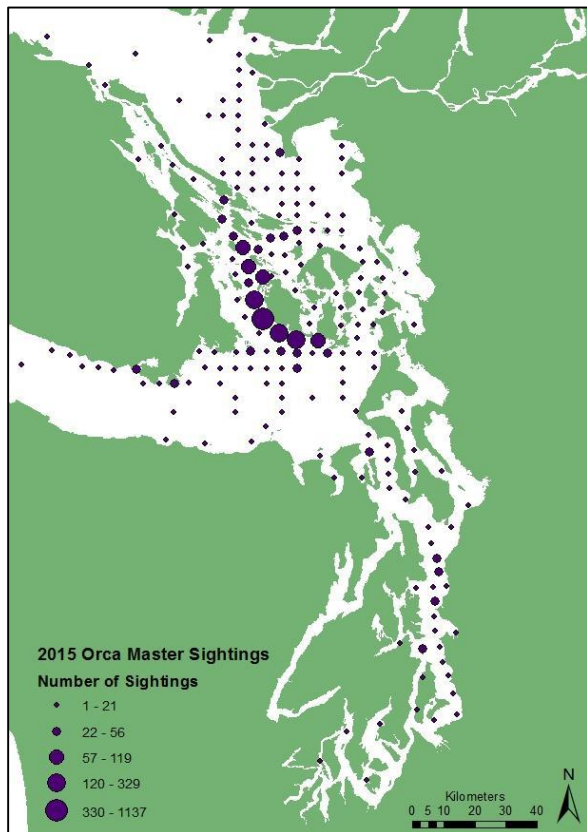 2015 Orca Master Sightings
Number of Sightings
1 - 21
22 - 56
57 - 119
120 - 329
330 - 1137
Kilometers
0 5 10 20 30 40
N